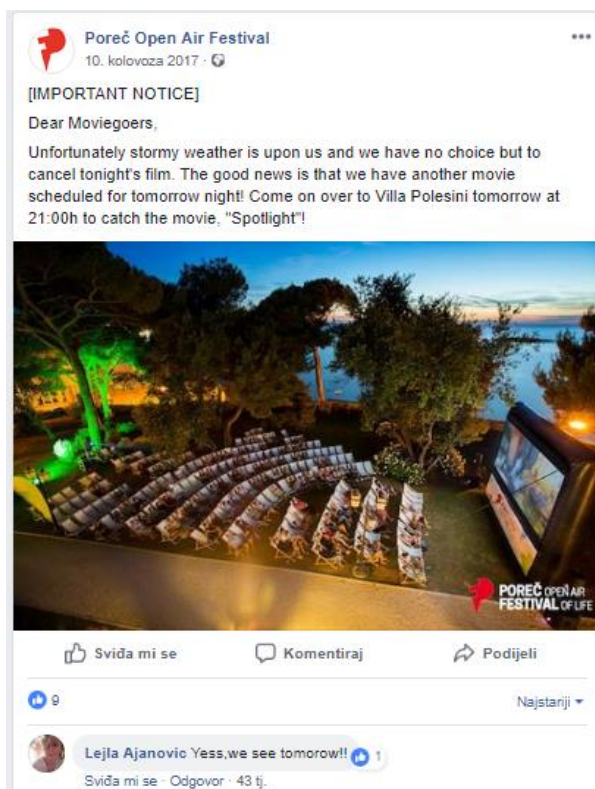 Poreč Open Air Festival
10. kolovoza 2017 ·
[IMPORTANT NOTICE]
Dear Moviegoers,
Unfortunately stormy weather is upon us and we have no choice but to
cancel tonight's film. The good news is that we have another movie
scheduled for tomorrow night! Come on over to Villa Polesini tomorrow at
21:00h to catch the movie, "Spotlight"!
POREČ OPEN AIR
FESTIVAL OF LIFE
Sviđa mi se Komentiraj Podijeli
9 Najstariji
Lejla Ajanovic Yess,we see tomorow!! 1
Sviđa mi se · Odgovor · 43 tj.